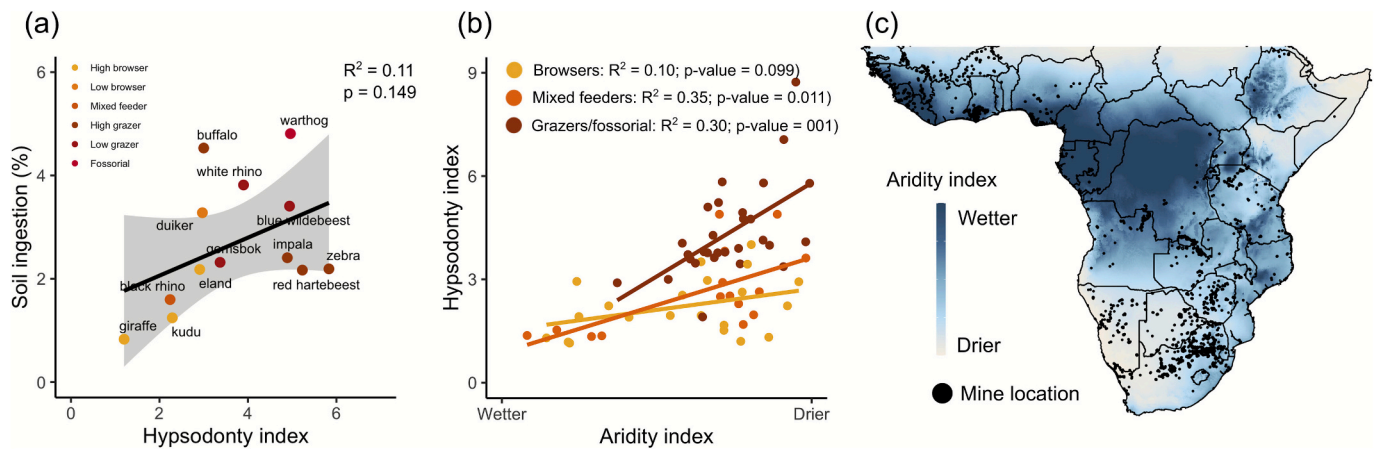 (a)
High browser
Low browser
Mixed feeder
High grazer
Low grazer
Fossorial
R² = 0.11
p = 0.149
Soil ingestion (%)
6
4
2
0
warthog
buffalo
white rhino
duiker
blue wildebeest
gemsbok
impala
zebra
black rhino
eland
red hartebeest
giraffe
kudu
0
2
4
6
Hypsodonty index
(b)
Browsers: R² = 0.10; p-value = 0.099)
Mixed feeders: R² = 0.35; p-value = 0.011)
Grazers/fossorial: R² = 0.30; p-value = 001)
Hypsodonty index
9
6
3
0
Wetter
Drier
Aridity index
(c)
Aridity index
Wetter
Drier
Mine location